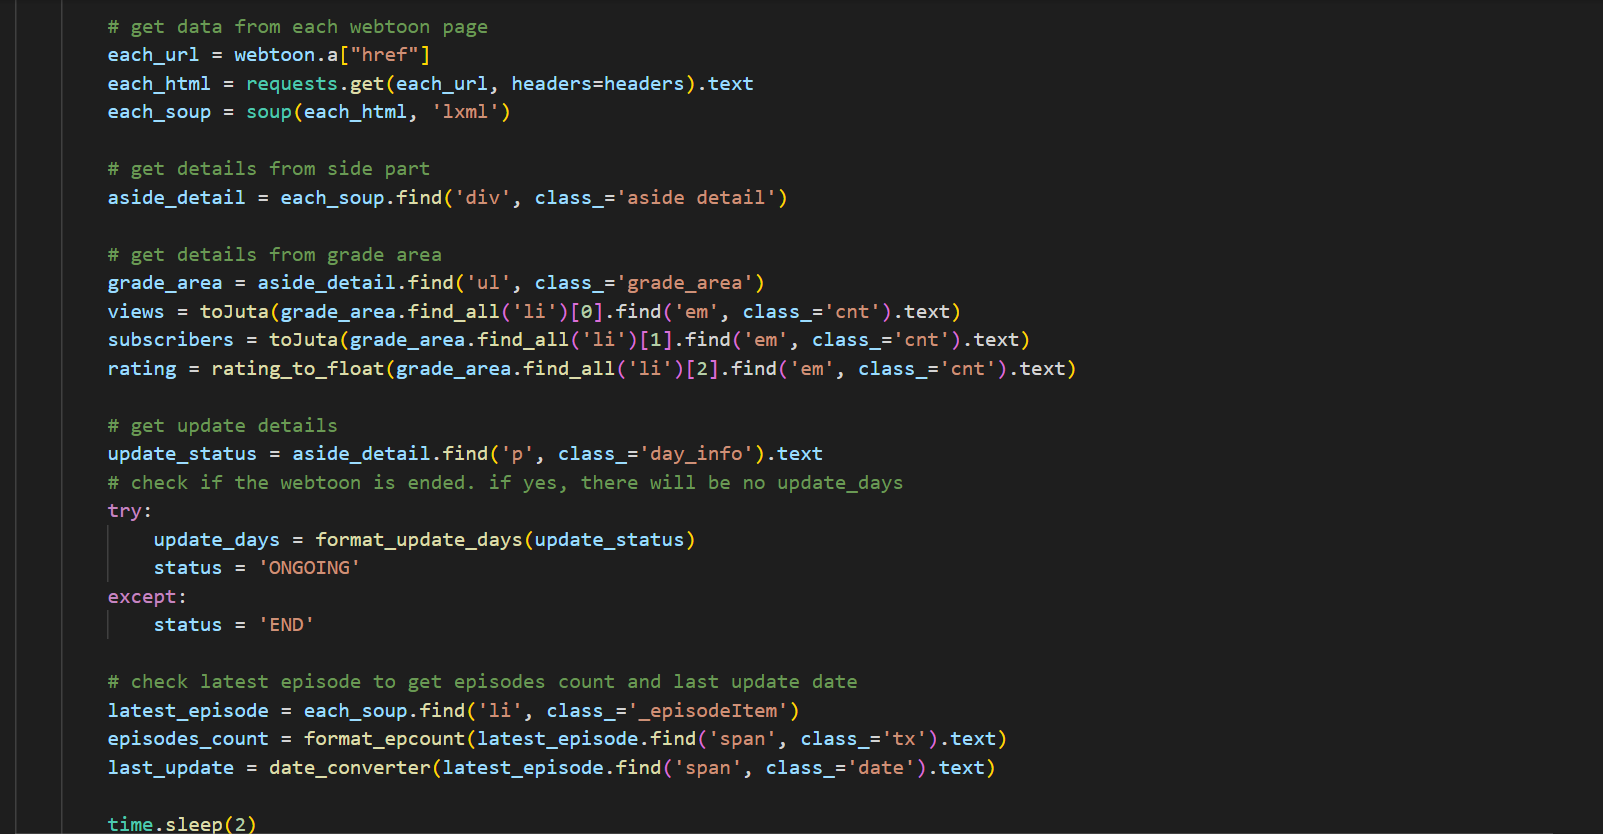 # get data from each webtoon page
each_url = webtoon.a["href"]
each_html = requests.get(each_url, headers=headers).text
each_soup = soup(each_html, 'lxml')
# get details from side part
aside_detail = each_soup.find('div', class_='aside detail')
# get details from grade area
grade_area = aside_detail.find('ul', class_='grade_area')
views = toJuta(grade_area.find_all('li')[0].find('em', class_='cnt').text)
subscribers = toJuta(grade_area.find_all('li')[1].find('em', class_='cnt').text)
rating = rating_to_float(grade_area.find_all('li')[2].find('em', class_='cnt').text)
# get update details
update_status = aside_detail.find('p', class_='day_info').text
# check if the webtoon is ended. if yes, there will be no update_days
try:
    update_days = format_update_days(update_status)
    status = 'ONGOING'
except:
    status = 'END'
# check latest episode to get episodes count and last update date
latest_episode = each_soup.find('li', class_='_episodeItem')
episodes_count = format_epcount(latest_episode.find('span', class_='tx').text)
last_update = date_converter(latest_episode.find('span', class_='date').text)
time.sleep(2)